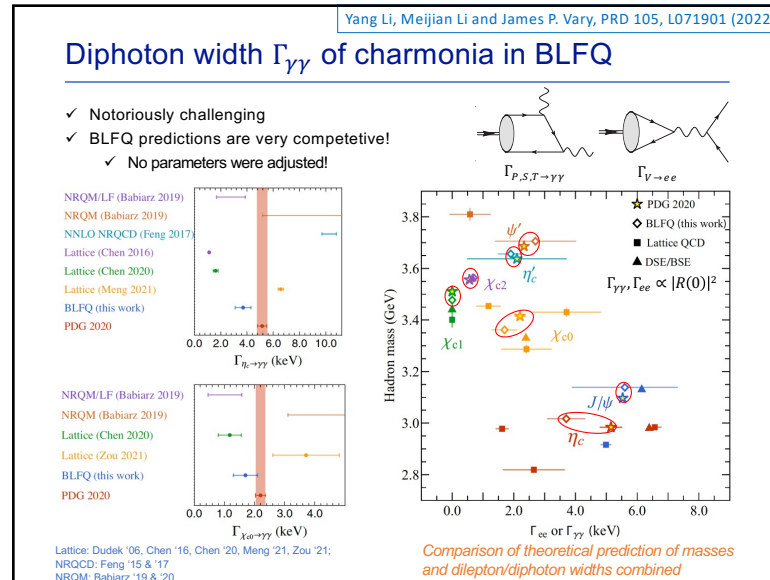 Yang Li, Meijian Li and James P. Vary, PRD 105, L071901 (2022
Diphoton width Γγγ of charmonia in BLFQ
✓ Notoriously challenging
✓ BLFQ predictions are very competetive!
✓ No parameters were adjusted!
Γ𝑃,𝑆,𝑇→γγ
Γ𝑉→𝑒𝑒
NRQM/LF (Babiarz 2019)
NRQM (Babiarz 2019)
NNLO NRQCD (Feng 2017)
Lattice (Chen 2016)
Lattice (Chen 2020)
Lattice (Meng 2021)
BLFQ (this work)
PDG 2020
0.0 2.0 4.0 6.0 8.0 10.0
Γηc→γγ (keV)
NRQM/LF (Babiarz 2019)
NRQM (Babiarz 2019)
Lattice (Chen 2020)
Lattice (Zou 2021)
BLFQ (this work)
PDG 2020
0.0 1.0 2.0 3.0 4.0
Γχc0→γγ (keV)
Hadron mass (GeV)
3.8
3.6
3.4
3.2
3.0
2.8
PDG 2020
BLFQ (this work)
Lattice QCD
DSE/BSE
Γγγ, Γee ∝ |R(0)|²
ψ′
η′c
χc2
χc1
χc0
J/ψ
ηc
0.0 2.0 4.0 6.0 8.0
Γee or Γγγ (keV)
Lattice: Dudek '06, Chen '16, Chen '20, Meng '21, Zou '21;
NRQCD: Feng '15 & '17
NRQM: Babiarz '19 & '20
Comparison of theoretical prediction of masses
and dilepton/diphoton widths combined